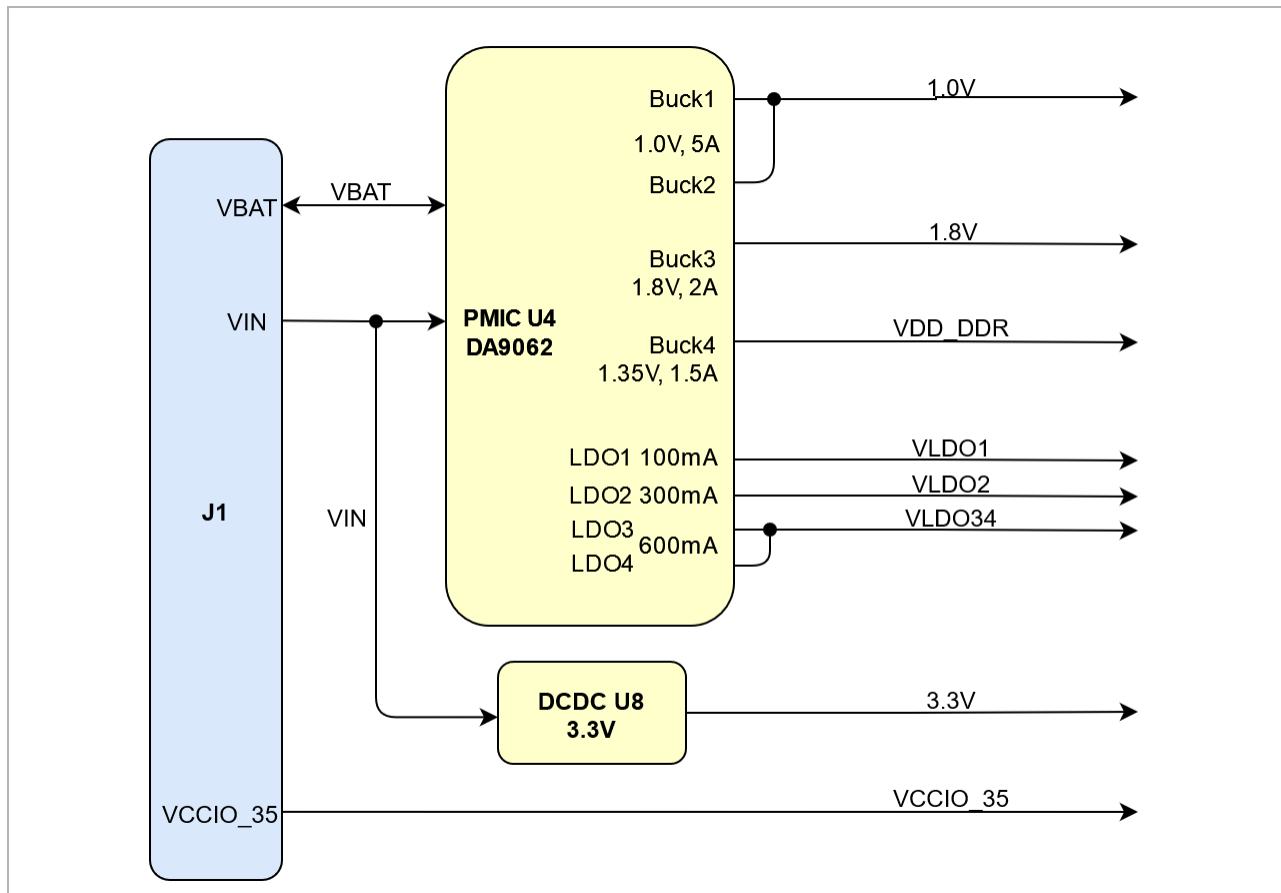 Buck1
1.0V
1.0V, 5A
Buck2
VBAT
VBAT
1.8V
Buck3
1.8V, 2A
VIN
PMIC U4
DA9062
VDD_DDR
Buck4
1.35V, 1.5A
LDO1 100mA
VLDO1
LDO2 300mA
VLDO2
J1
VIN
LDO3
600mA
LDO4
VLDO34
DCDC U8
3.3V
3.3V
VCCIO_35
VCCIO_35